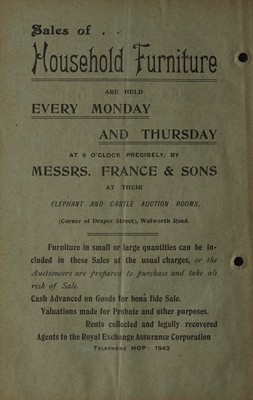 Sales of . .
Household Furniture
ARE HELD
EVERY MONDAY
AND THURSDAY
AT 6 O'CLOCK PRECISELY, BY
MESSRS. FRANCE & SONS
AT THEIR
ELEPHANT AND CASTLE AUCTION ROOMS,
(Corner of Draper Street), Walworth Road.
Furniture in small or large quantities can be in-
cluded in these Sales at the usual charges, or the
Auctioneers are prepared to purchase and take all
risk of Sale.
Cash Advanced on Goods for bona fide Sale.
Valuations made for Probate and other purposes.
Rents collected and legally recovered
Agents to the Royal Exchange Assurance Corporation
TELEPHONE HOP: 1943